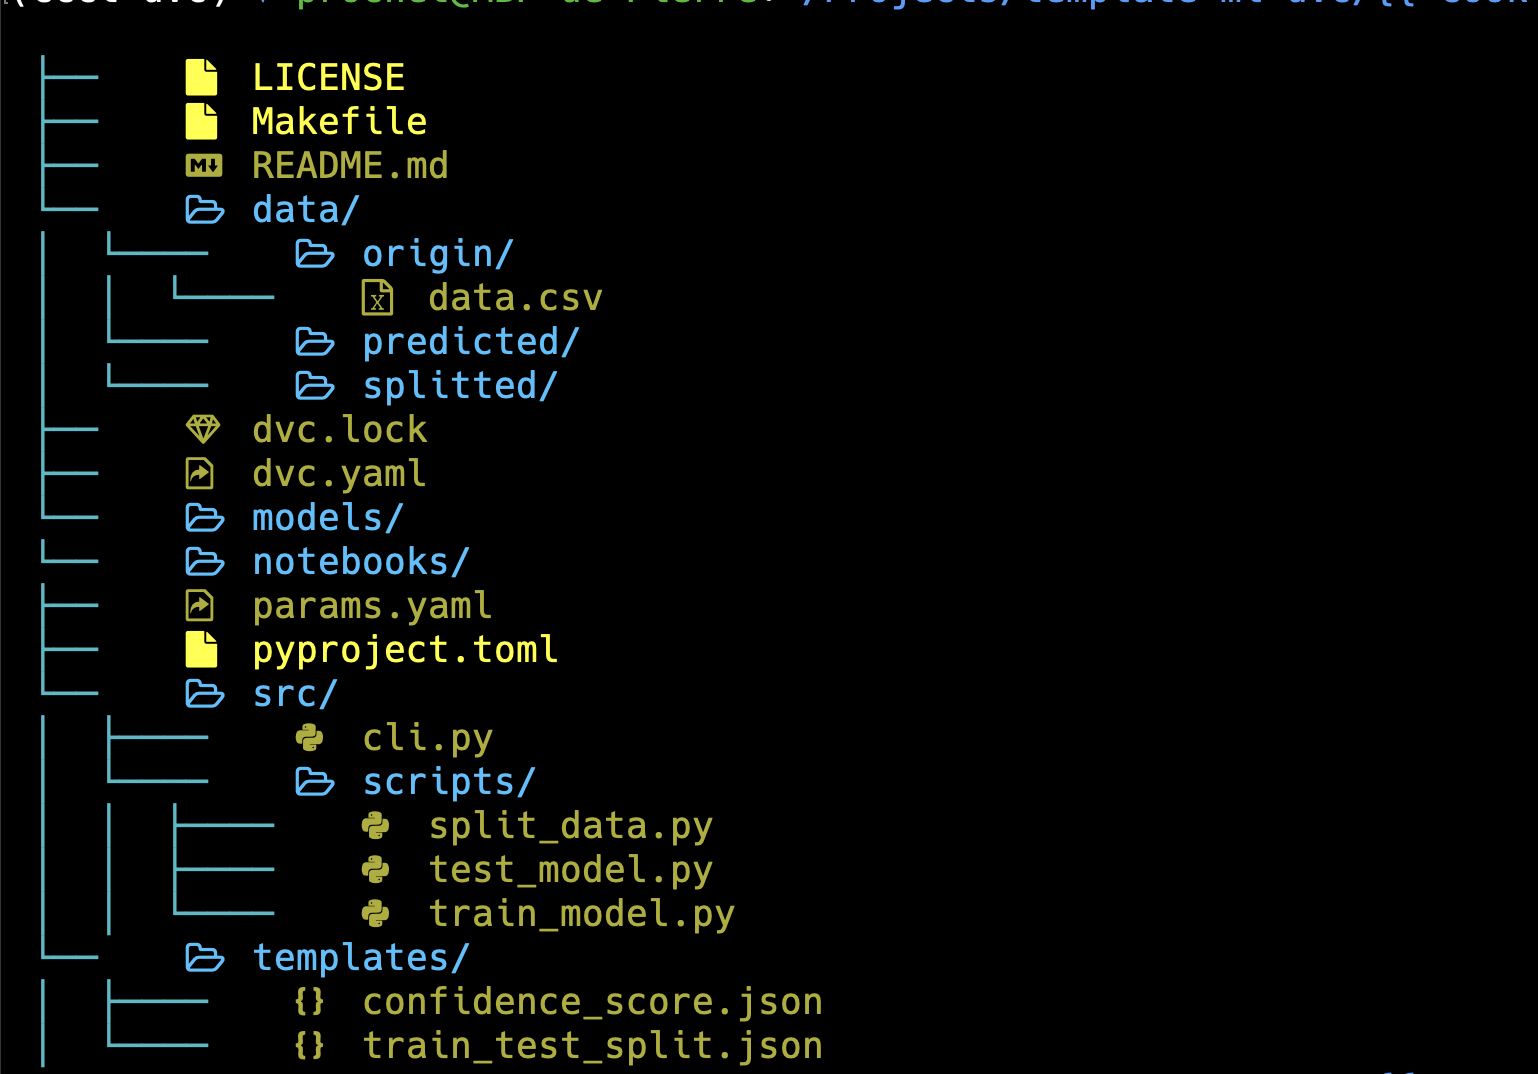 LICENSE
Makefile
README.md
data/
origin/
data.csv
predicted/
splitted/
dvc.lock
dvc.yaml
models/
notebooks/
params.yaml
pyproject.toml
src/
cli.py
scripts/
split_data.py
test_model.py
train_model.py
templates/
confidence_score.json
train_test_split.json